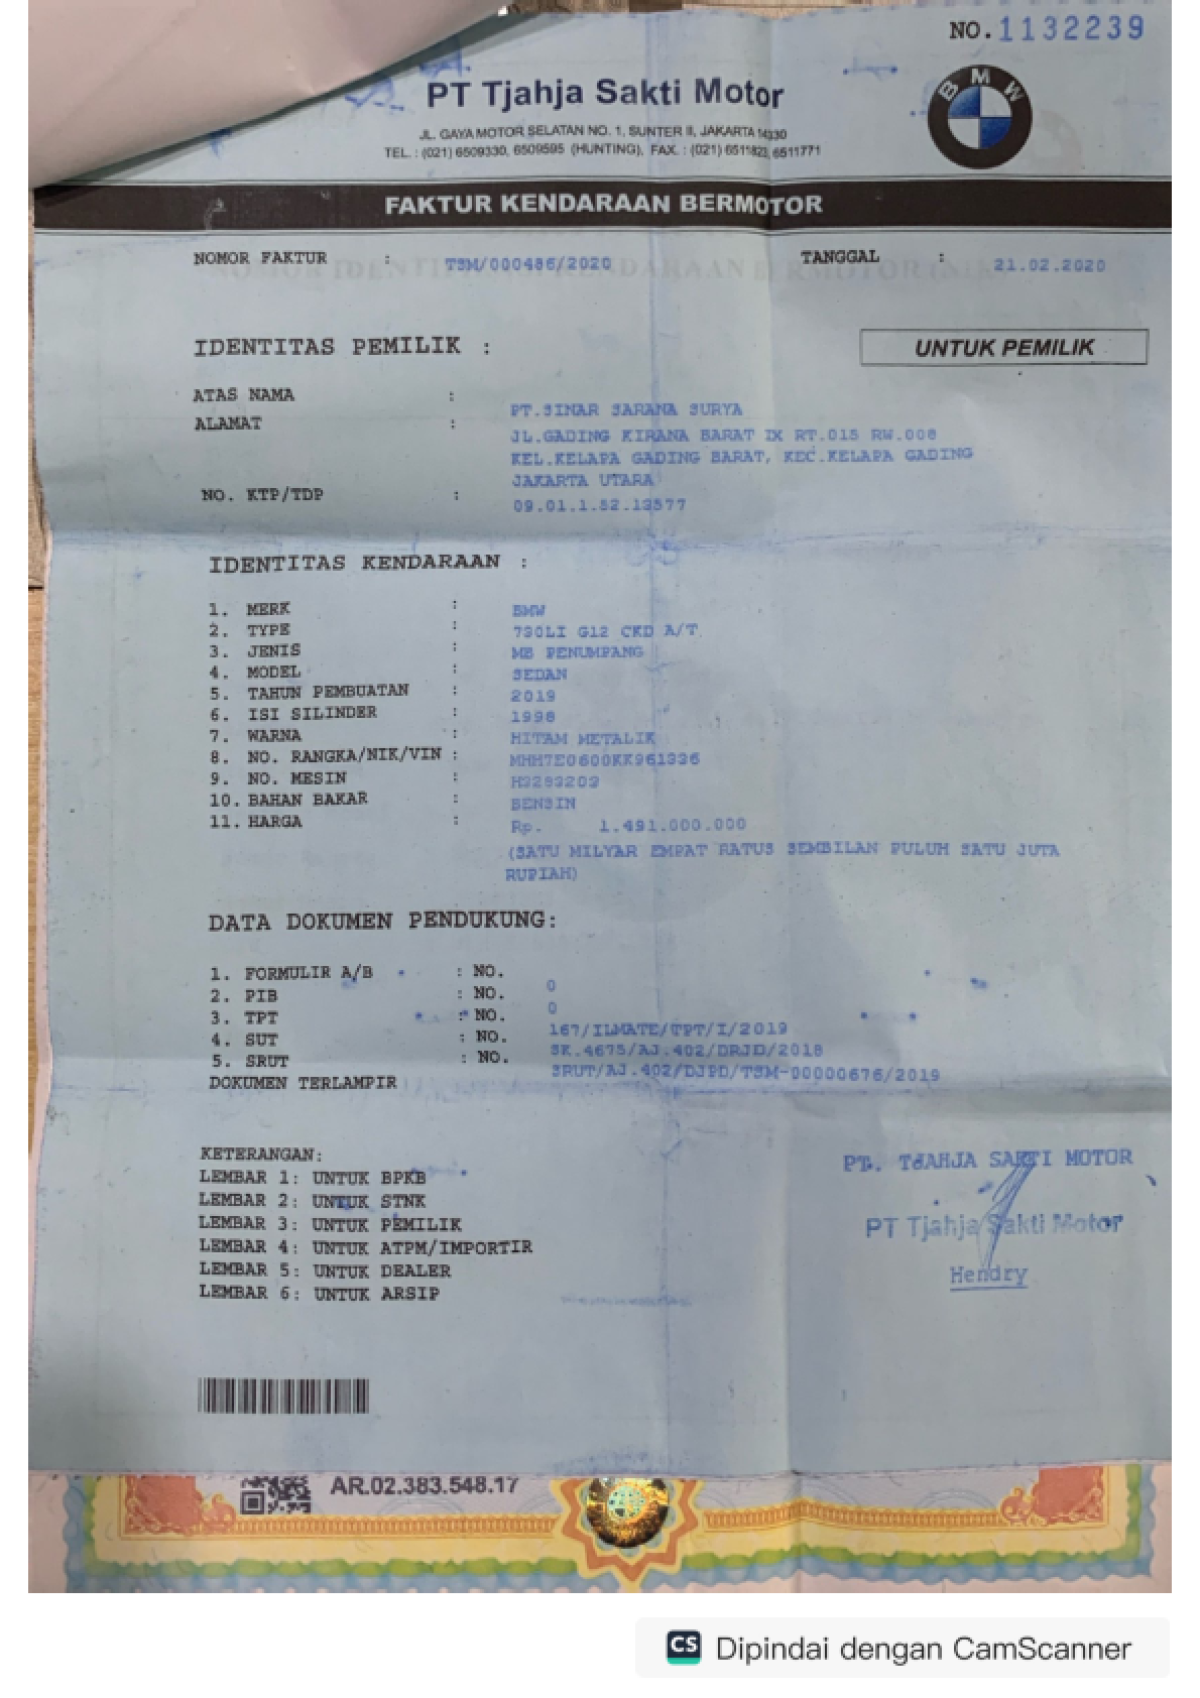 NO. 1132239
PT Tjahja Sakti Motor
BMW
JL. GAYA MOTOR SELATAN NO. 1, SUNTER II, JAKARTA 14330
TEL. : (021) 6509330, 6509595 (HUNTING), FAX. : (021) 6511823, 6511771
FAKTUR KENDARAAN BERMOTOR
NOMOR FAKTUR : TSM/000486/2020 TANGGAL : 21.02.2020
IDENTITAS PEMILIK :
UNTUK PEMILIK
ATAS NAMA : PT.SINAR SARANA SURYA
ALAMAT : JL.GADING KIRANA BARAT IX RT.015 RW.008
KEL.KELAPA GADING BARAT, KEC.KELAPA GADING
JAKARTA UTARA
NO. KTP/TDP : 09.01.1.52.13577
IDENTITAS KENDARAAN :
1. MERK : BMW
2. TYPE : 730LI G12 CKD A/T
3. JENIS : MB PENUMPANG
4. MODEL : SEDAN
5. TAHUN PEMBUATAN : 2019
6. ISI SILINDER : 1998
7. WARNA : HITAM METALIK
8. NO. RANGKA/NIK/VIN : MHH7E0600KK961336
9. NO. MESIN :
10. BAHAN BAKAR : BENSIN
11. HARGA : Rp. 1.491.000.000
(SATU MILYAR EMPAT RATUS SEMBILAN PULUH SATU JUTA
RUPIAH)
DATA DOKUMEN PENDUKUNG:
1. FORMULIR A/B : NO. 0
2. PIB : NO. 0
3. TPT : NO. 167/ILMATE/TPT/I/2019
4. SUT : NO. SK.4675/AJ.402/DRJD/2018
5. SRUT : NO. SRUT/AJ.402/DJPD/TSM-00000676/2019
DOKUMEN TERLAMPIR
KETERANGAN:
LEMBAR 1: UNTUK BPKB
LEMBAR 2: UNTUK STNK
LEMBAR 3: UNTUK PEMILIK
LEMBAR 4: UNTUK ATPM/IMPORTIR
LEMBAR 5: UNTUK DEALER
LEMBAR 6: UNTUK ARSIP
PT. TJAHJA SAKTI MOTOR
PT Tjahja Sakti Motor
Hendry
AR.02.383.548.17
CS Dipindai dengan CamScanner